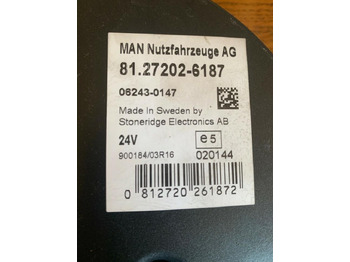 MAN Nutzfahrzeuge AG
81.27202-6187
06243-0147
Made In Sweden by
Stoneridge Electronics AB
24V
e5
900184/03R16
020144
0 812720 261872